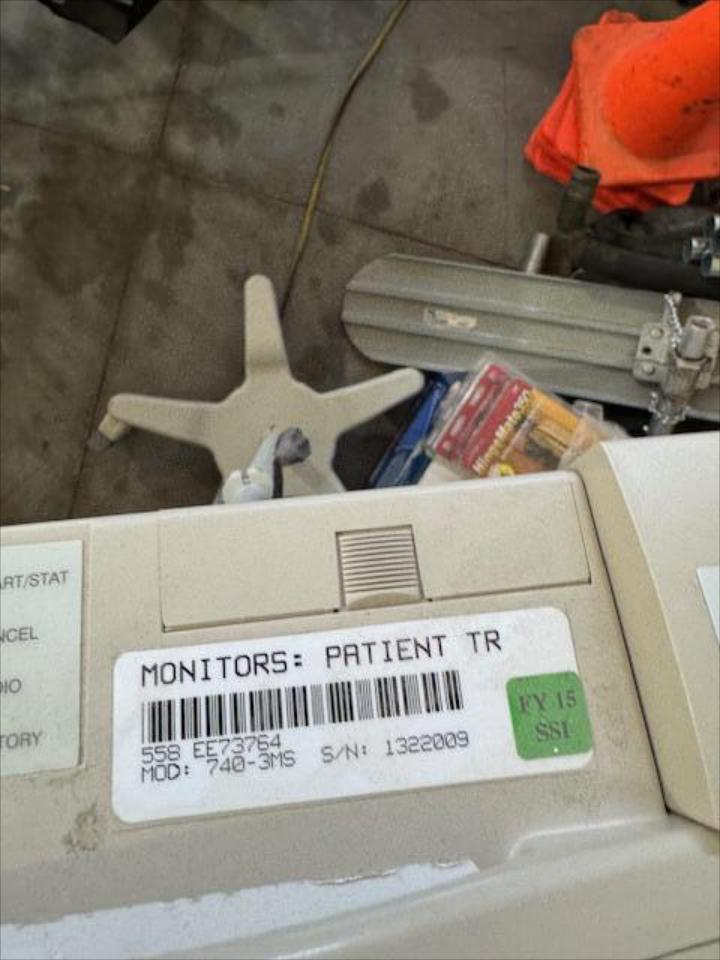 MONITORS: PATIENT TR
558 EE73764
MOD: 740-3MS S/N: 1322009
FY 15
SSI
ART/STAT
NCEL
DIO
TORY